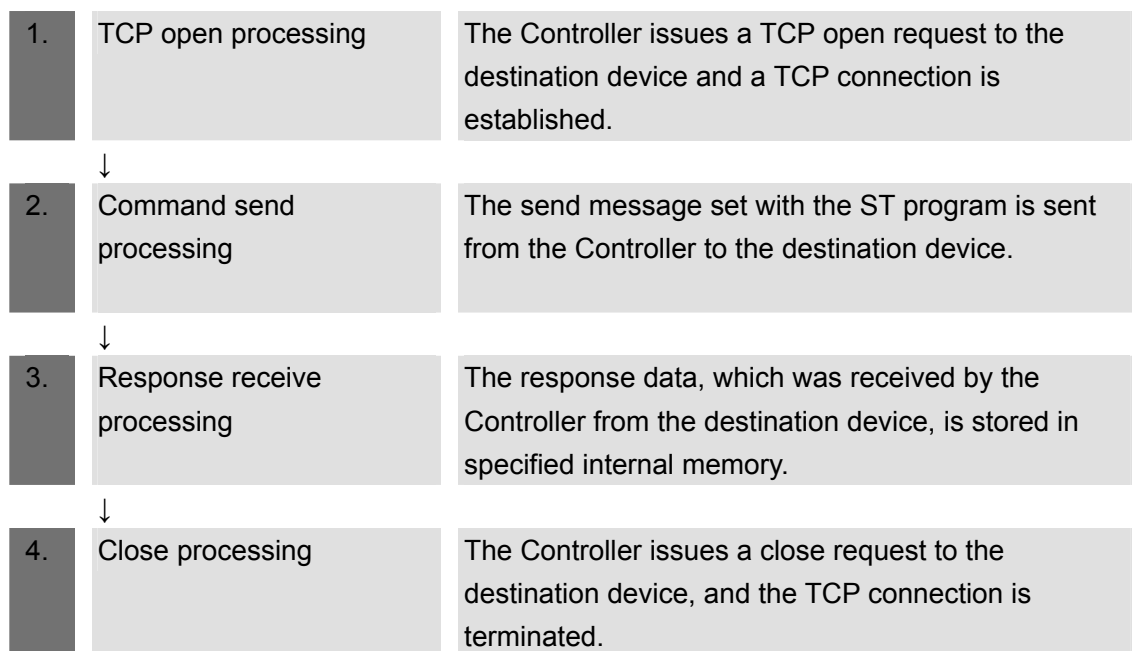 1. TCP open processing The Controller issues a TCP open request to the
destination device and a TCP connection is
established.
↓
2. Command send The send message set with the ST program is sent
processing from the Controller to the destination device.
↓
3. Response receive The response data, which was received by the
processing Controller from the destination device, is stored in
specified internal memory.
↓
4. Close processing The Controller issues a close request to the
destination device, and the TCP connection is
terminated.